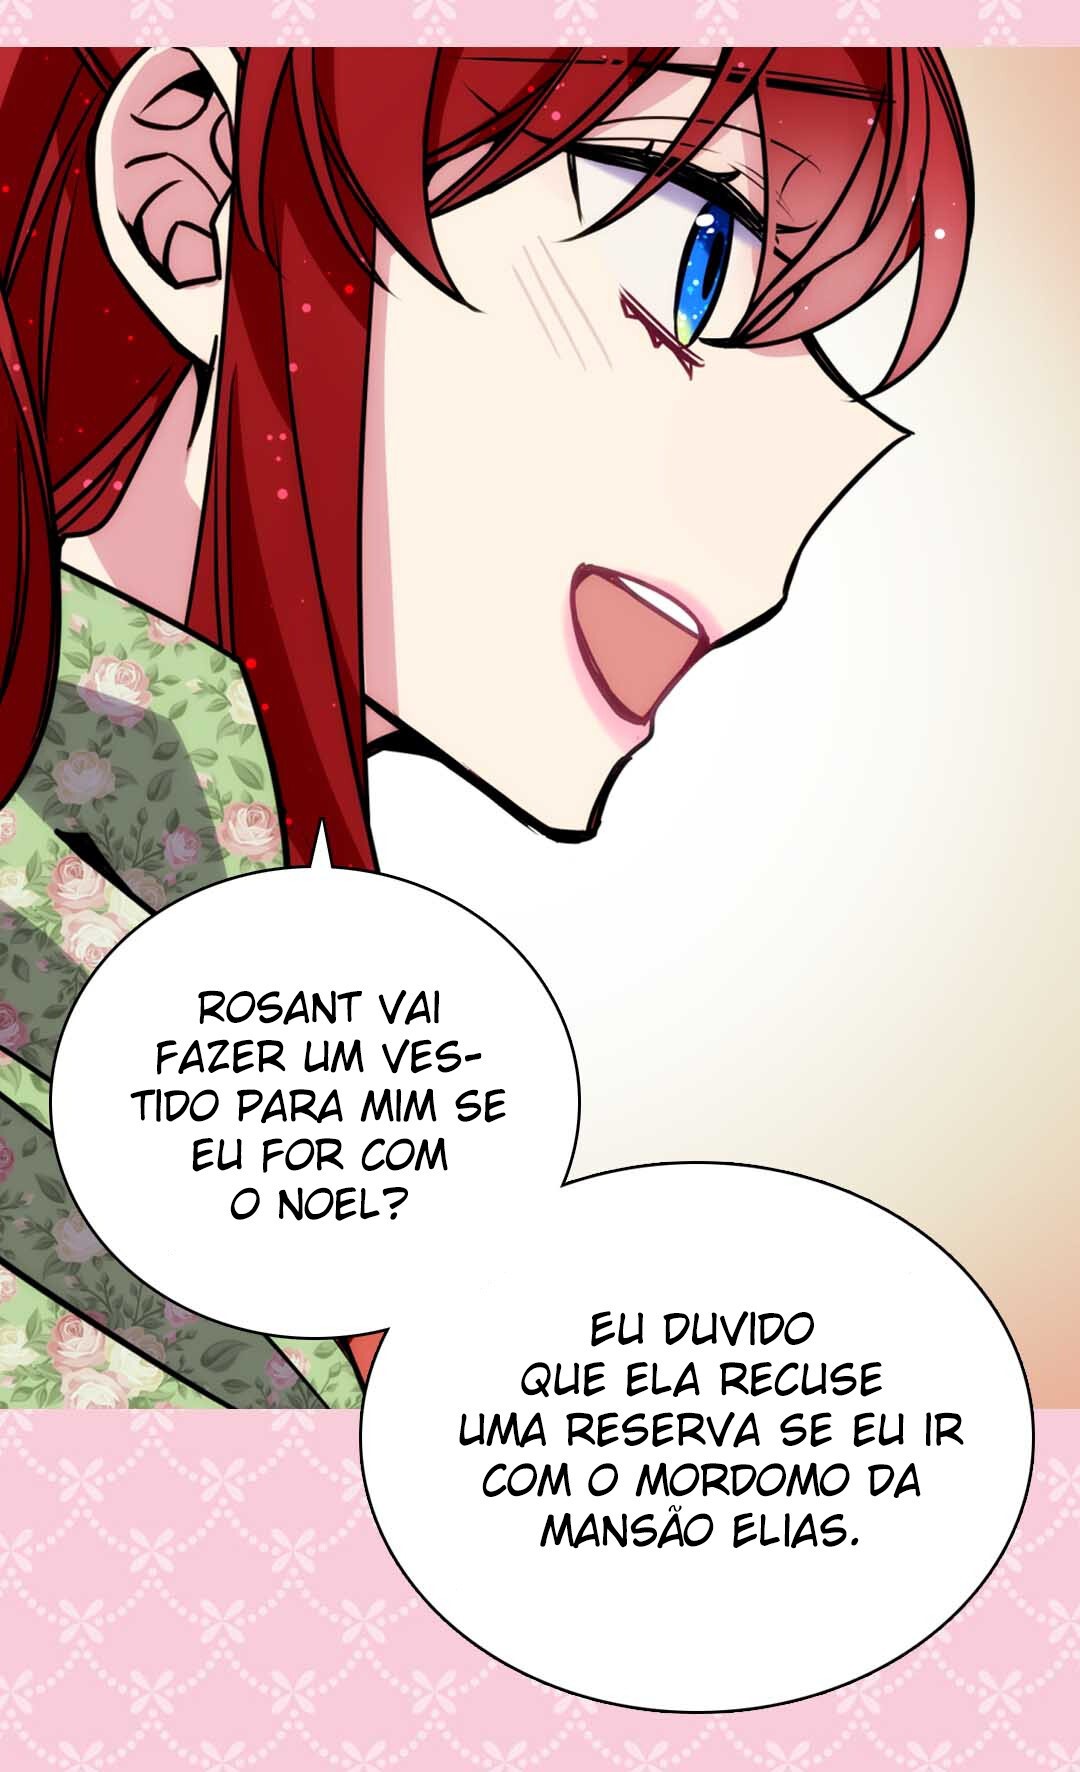 ROSANT VAI
FAZER UM VES-
TIDO PARA MIM SE
EU FOR COM
O NOEL?
EU DUVIDO
QUE ELA RECUSE
UMA RESERVA SE EU IR
COM O MORDOMO DA
MANSÃO ELIAS.